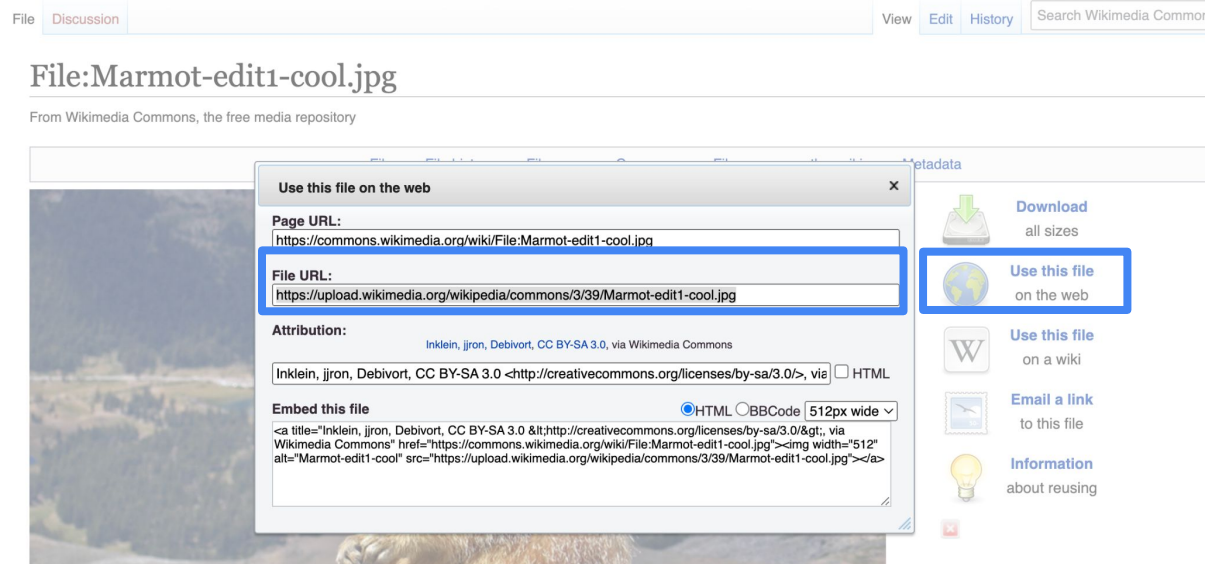 File Discussion View Edit History Search Wikimedia Common
File:Marmot-edit1-cool.jpg
From Wikimedia Commons, the free media repository
Metadata
Use this file on the web x
Page URL:
https://commons.wikimedia.org/wiki/File:Marmot-edit1-cool.jpg
File URL:
https://upload.wikimedia.org/wikipedia/commons/3/39/Marmot-edit1-cool.jpg
Attribution:
Inklein, jjron, Debivort, CC BY-SA 3.0, via Wikimedia Commons
Inklein, jjron, Debivort, CC BY-SA 3.0 <http://creativecommons.org/licenses/by-sa/3.0/>, via HTML
Embed this file HTML BBCode 512px wide
<a title="Inklein, jjron, Debivort, CC BY-SA 3.0 &lt;http://creativecommons.org/licenses/by-sa/3.0/&gt;, via
Wikimedia Commons" href="https://commons.wikimedia.org/wiki/File:Marmot-edit1-cool.jpg"><img width="512"
alt="Marmot-edit1-cool" src="https://upload.wikimedia.org/wikipedia/commons/3/39/Marmot-edit1-cool.jpg"></a>
Download
all sizes
Use this file
on the web
W
Use this file
on a wiki
Email a link
to this file
Information
about reusing